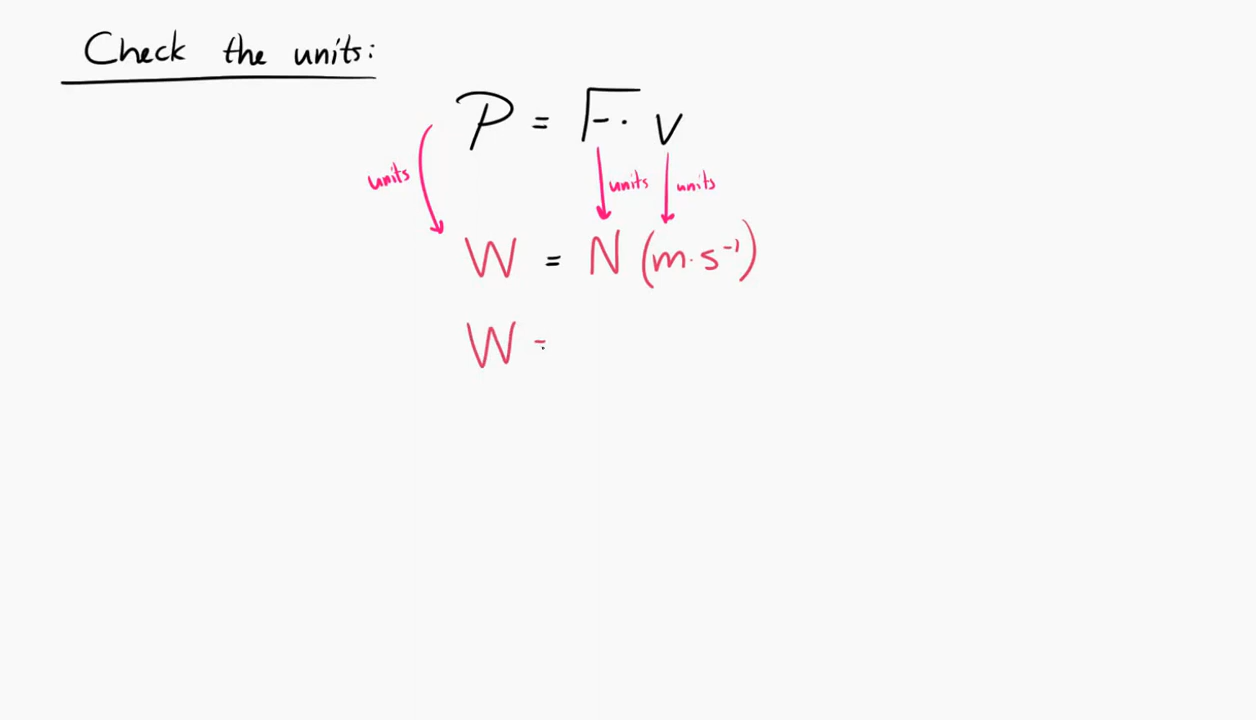 Check the units:
P = F · v
units units units
W = N (m·s⁻¹)
W =